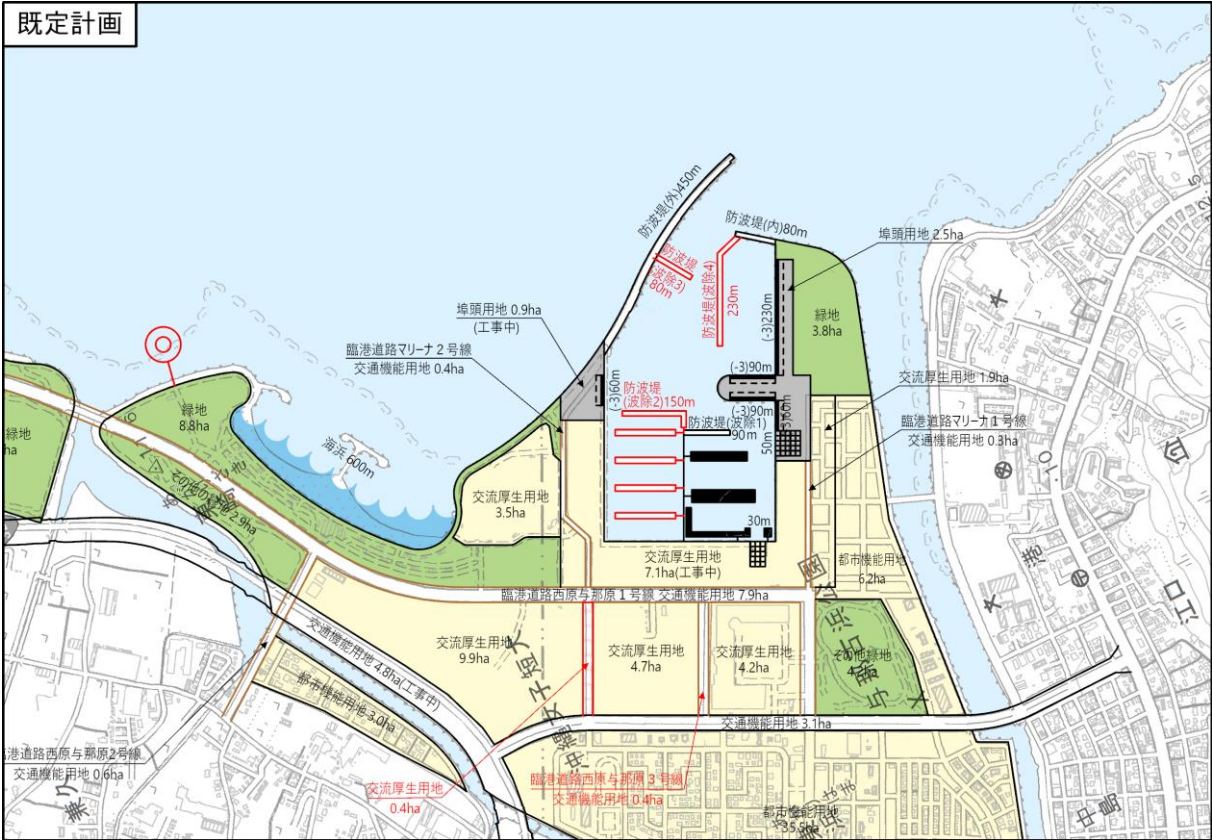 既定計画
防波堤(外)450m
防波堤(内)80m
防波堤
(波除3)
80m
防波堤(波除4)
230m
埠頭用地 2.5ha
(-3)230m
緑地
3.8ha
埠頭用地 0.9ha
(工事中)
臨港道路マリーナ2号線
交通機能用地 0.4ha
(-3)60m
(-3)90m
(-3)90m
交流厚生用地 1.9ha
臨港道路マリーナ1号線
交通機能用地 0.3ha
防波堤
(波除2)150m
防波堤(波除1)
90m
50m
30m
緑地
8.8ha
緑地
海浜 600m
その他緑地 2.9ha
交流厚生用地
3.5ha
交流厚生用地
7.1ha(工事中)
都市機能用地
6.2ha
臨港道路西原与那原1号線 交通機能用地 7.9ha
交流厚生用地
9.9ha
交流厚生用地
4.7ha
交流厚生用地
4.2ha
その他緑地
交通機能用地 4.8ha(工事中)
都市機能用地 3.0ha
交通機能用地 3.1ha
港道路西原与那原2号線
交通機能用地 0.6ha
交流厚生用地
0.4ha
臨港道路西原与那原3号線
交通機能用地 0.4ha
都市機能用地
江口
中島
港